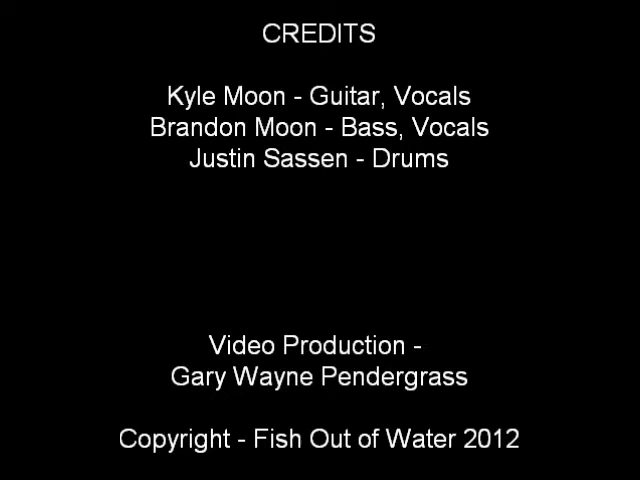 CREDITS
Kyle Moon - Guitar, Vocals
Brandon Moon - Bass, Vocals
Justin Sassen - Drums
Video Production -
Gary Wayne Pendergrass
Copyright - Fish Out of Water 2012